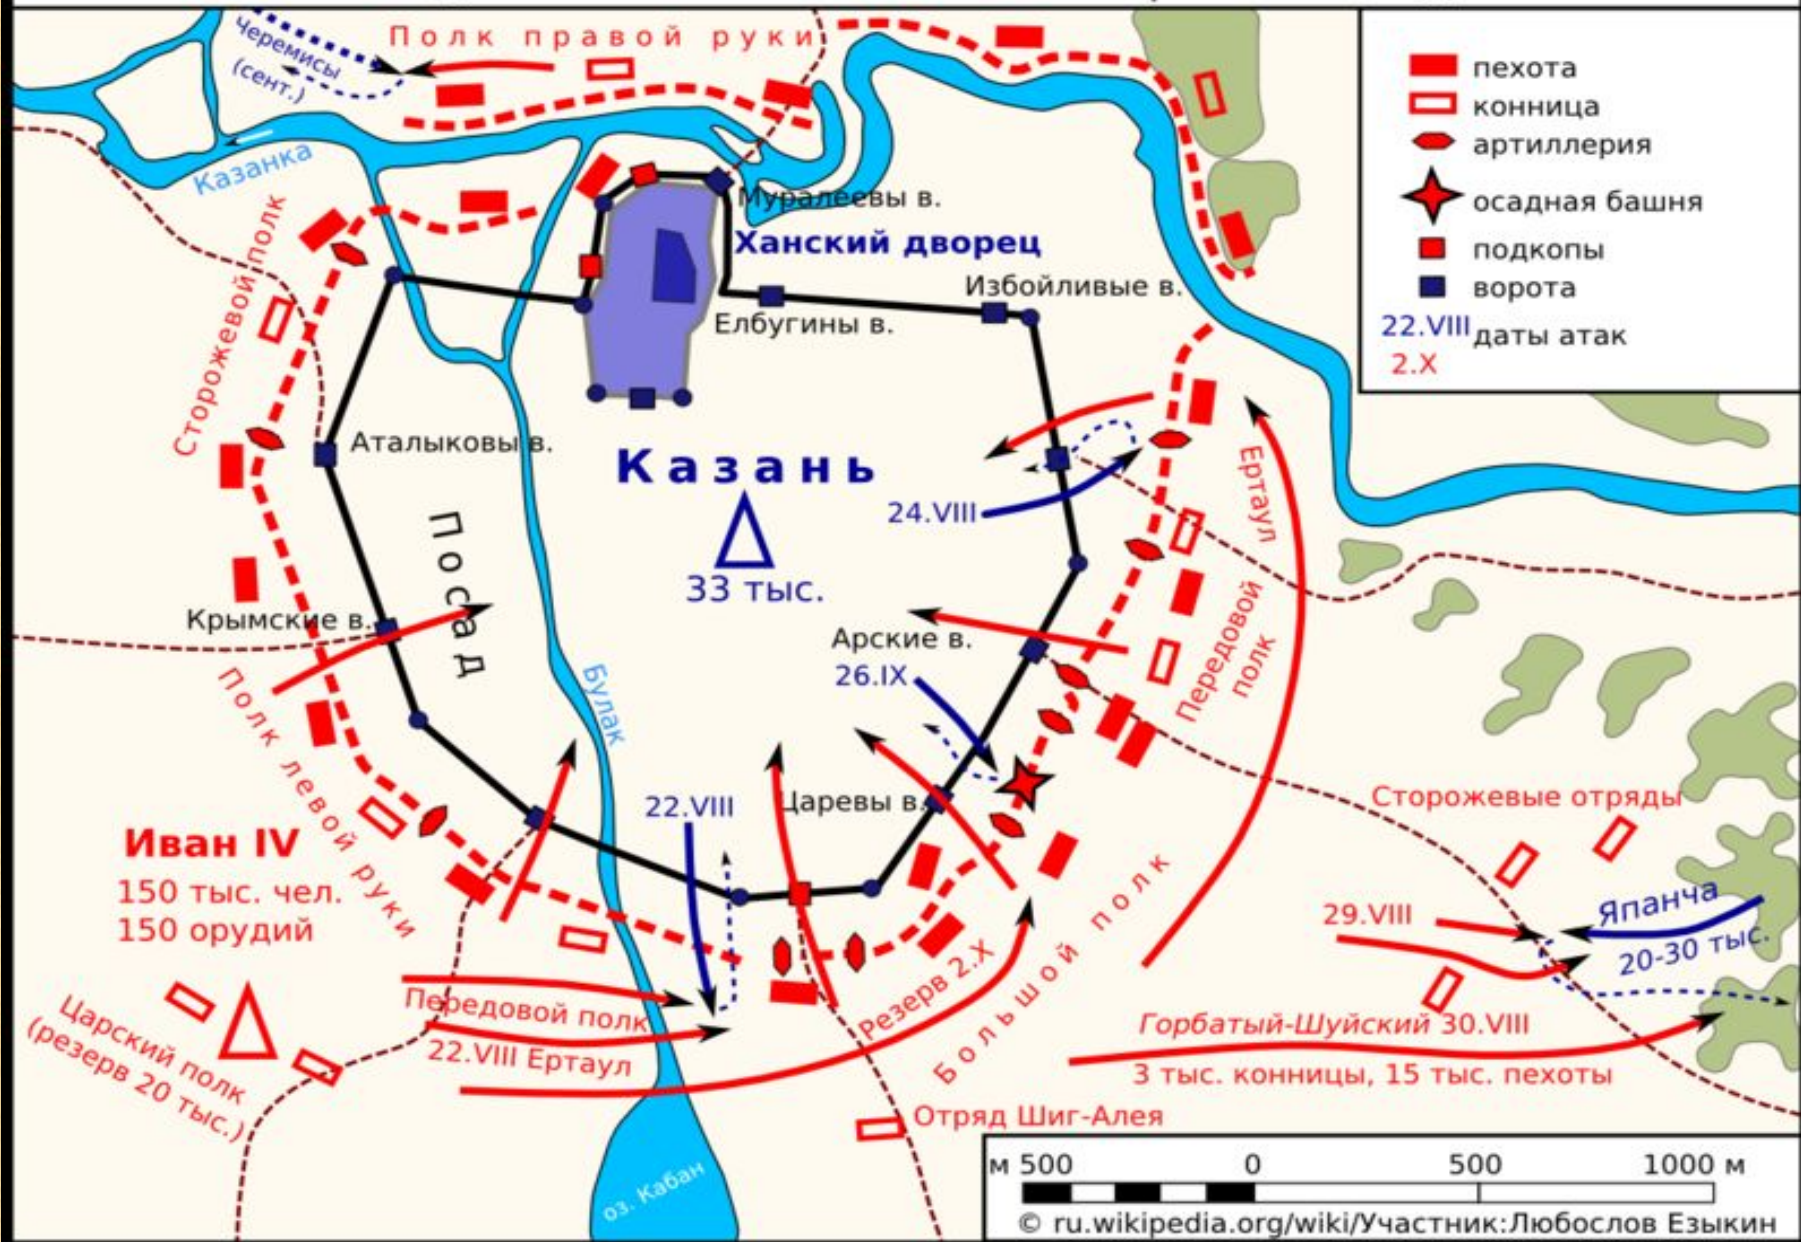 Черемисы
(сент.)
Полк правой руки
Казанка
Сторожевой полк
Муралеевы в.
Ханский дворец
Избойливые в.
Елбугины в.
пехота
конница
артиллерия
осадная башня
подкопы
ворота
22.VIII
даты атак
2.X
Аталыковы в.
Казань
33 тыс.
24.VIII
Ертаул
Посад
Крымские в.
Арские в.
26.IX
Передовой
полк
Булак
Полк левой руки
22.VIII
Царевы в.
Сторожевые отряды
Иван IV
150 тыс. чел.
150 орудий
Япанча
20-30 тыс.
29.VIII
Царский полк
(резерв 20 тыс.)
Передовой полк
22.VIII Ертаул
Резерв 2.X
Большой полк
Горбатый-Шуйский 30.VIII
3 тыс. конницы, 15 тыс. пехоты
Отряд Шиг-Алея
оз. Кабан
м 500 0 500 1000 м
© ru.wikipedia.org/wiki/Участник:Любослов Езыкин